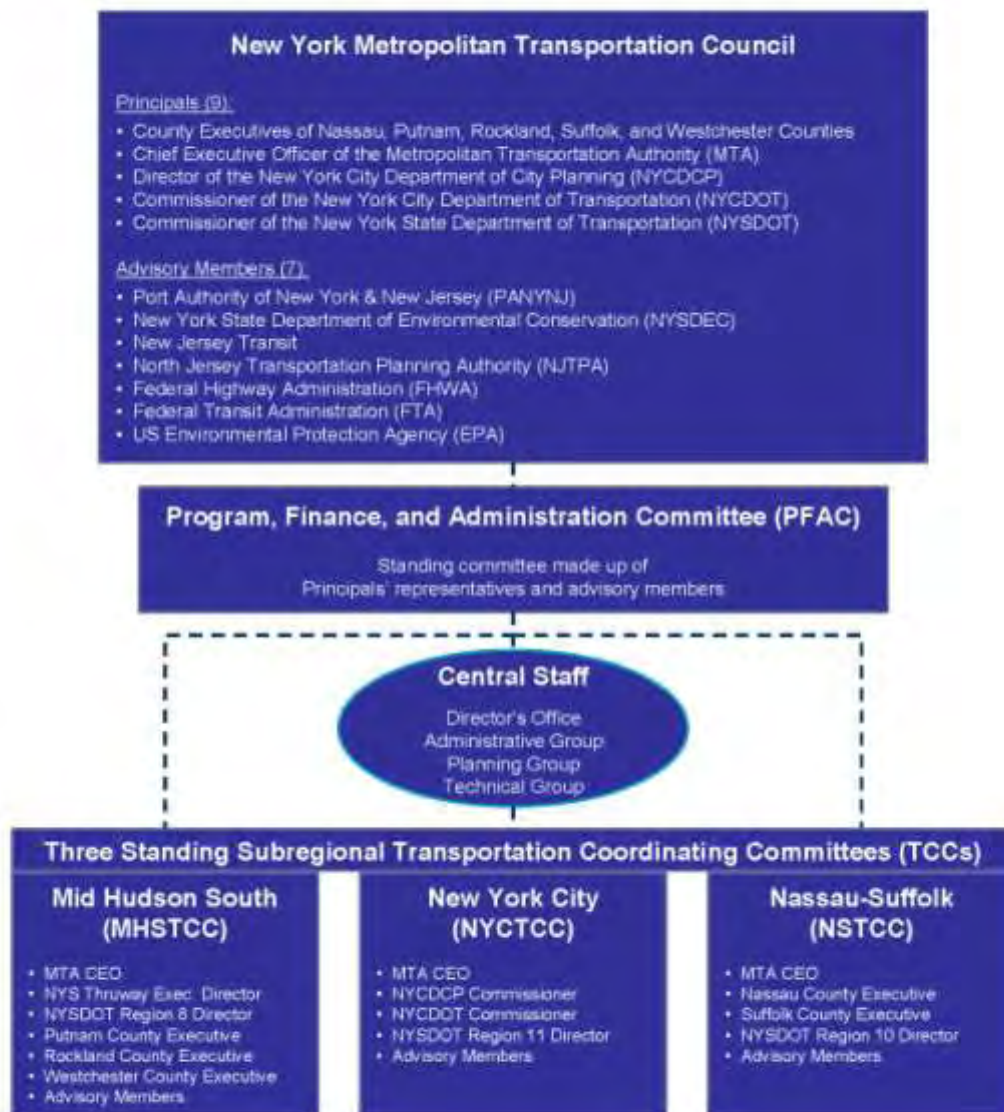 New York Metropolitan Transportation Council
Principals (9):
• County Executives of Nassau, Putnam, Rockland, Suffolk, and Westchester Counties
• Chief Executive Officer of the Metropolitan Transportation Authority (MTA)
• Director of the New York City Department of City Planning (NYCDCP)
• Commissioner of the New York City Department of Transportation (NYCDOT)
• Commissioner of the New York State Department of Transportation (NYSDOT)
Advisory Members (7):
• Port Authority of New York & New Jersey (PANYNJ)
• New York State Department of Environmental Conservation (NYSDEC)
• New Jersey Transit
• North Jersey Transportation Planning Authority (NJTPA)
• Federal Highway Administration (FHWA)
• Federal Transit Administration (FTA)
• US Environmental Protection Agency (EPA)
Program, Finance, and Administration Committee (PFAC)
Standing committee made up of
Principals' representatives and advisory members
Central Staff
Director's Office
Administrative Group
Planning Group
Technical Group
Three Standing Subregional Transportation Coordinating Committees (TCCs)
Mid Hudson South
(MHSTCC)
• MTA CEO
• NYS Thruway Exec. Director
• NYSDOT Region 8 Director
• Putnam County Executive
• Rockland County Executive
• Westchester County Executive
• Advisory Members
New York City
(NYCTCC)
• MTA CEO
• NYCDCP Commissioner
• NYCDOT Commissioner
• NYSDOT Region 11 Director
• Advisory Members
Nassau-Suffolk
(NSTCC)
• MTA CEO
• Nassau County Executive
• Suffolk County Executive
• NYSDOT Region 10 Director
• Advisory Members